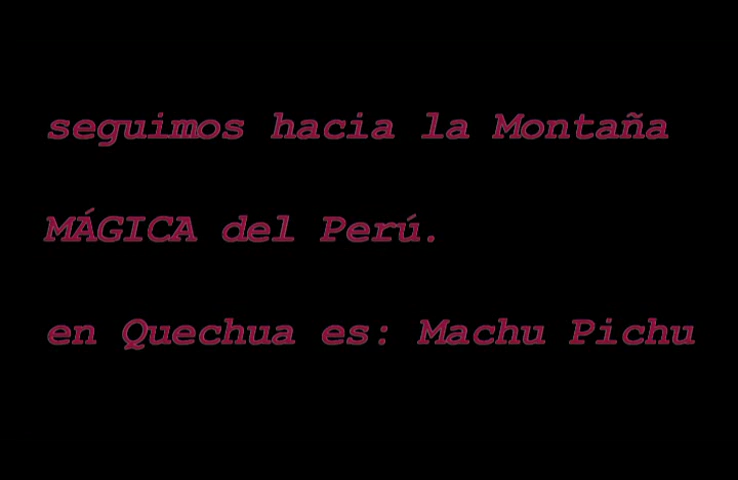 seguimos hacia la Montaña
MÁGICA del Perú.
en Quechua es: Machu Pichu